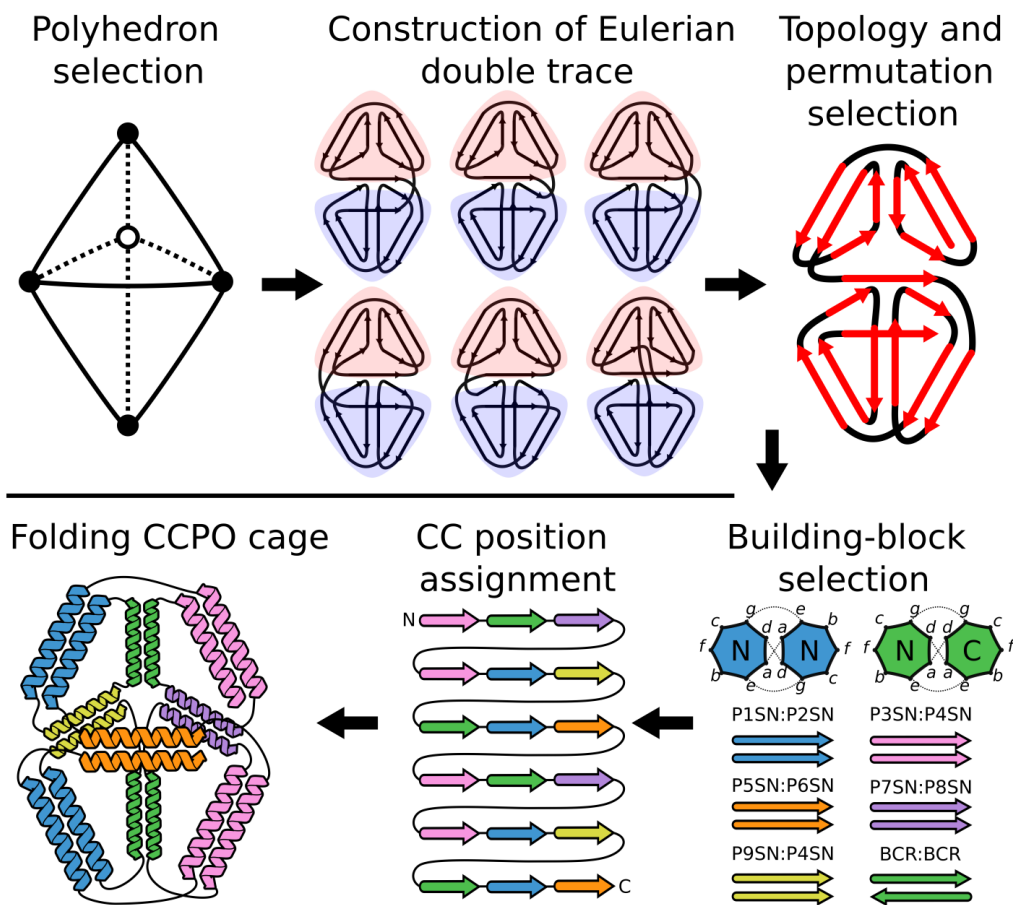 Polyhedron
selection
Construction of Eulerian
double trace
Topology and
permutation
selection
Folding CCPO cage
CC position
assignment
N
C
Building-block
selection
g e
c d a b
f N N f
b a d c
e g
g g
c d d c
f N C f
b a a b
e e
P1SN:P2SN P3SN:P4SN
P5SN:P6SN P7SN:P8SN
P9SN:P4SN BCR:BCR